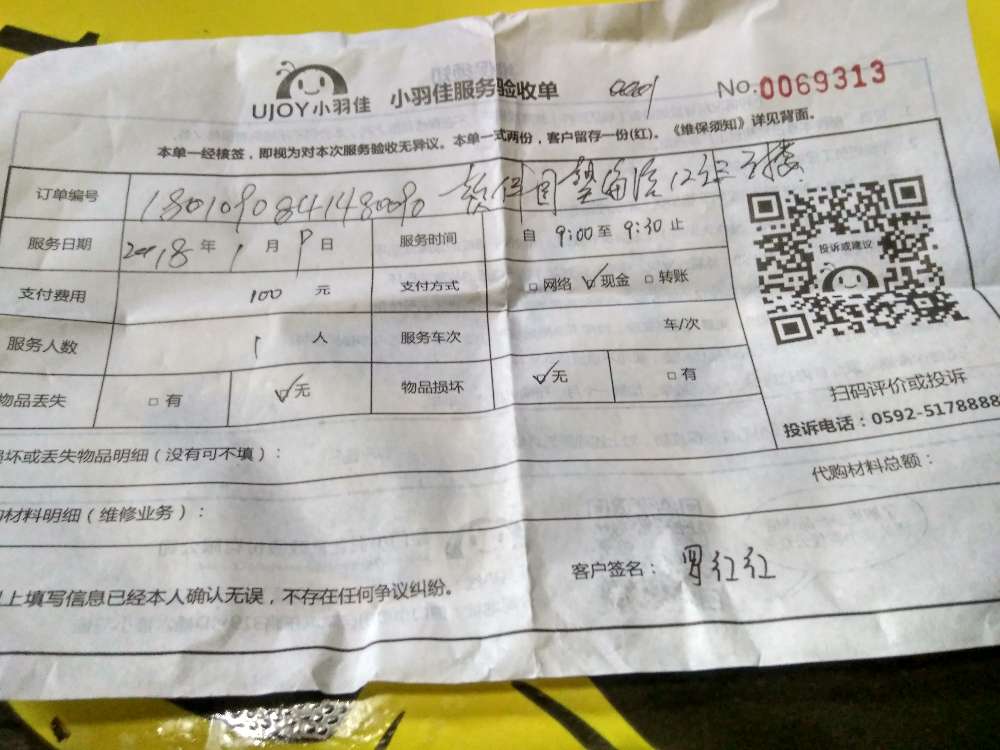 UJOY小羽佳 小羽佳服务验收单 No:0069313
本单一经核签，即视为对本次服务验收无异议。本单一式两份，客户留存一份(红)。《维保须知》详见背面。
订单编号
服务日期 2018 年 1 月 9 日 服务时间 自 9:00 至 9:30 止
投诉或建议
支付费用 100 元 支付方式 □ 网络 ✓ 现金 □ 转账
服务人数 1 人 服务车次 车/次
物品丢失 □ 有 ✓ 无 物品损坏 ✓ 无 □ 有
扫码评价或投诉
投诉电话：0592-5178888
损坏或丢失物品明细（没有可不填）：
代购材料总额：
材料明细（维修业务）：
客户签名： 罗红红
上填写信息已经本人确认无误，不存在任何争议纠纷。